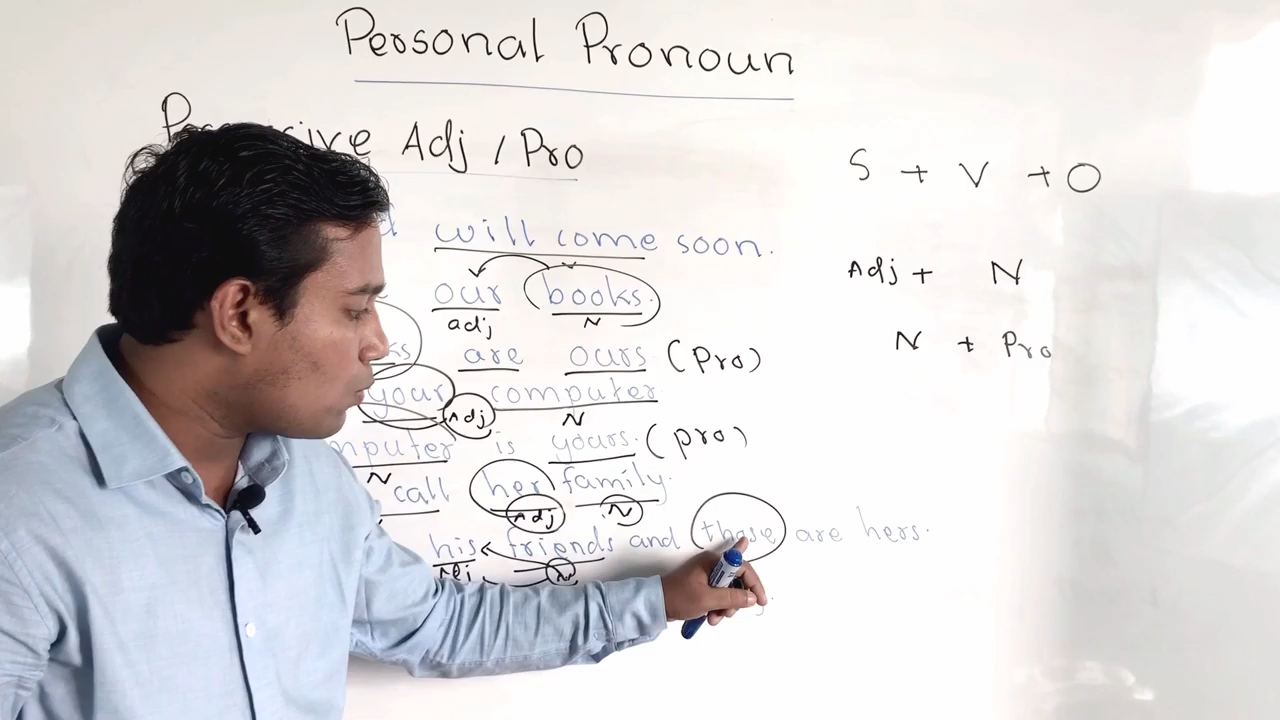 Personal Pronoun
Adj / Pro
S + V + O
will come soon.
our books.
adj N
Adj + N
are ours (Pro)
N + Pro
your computer
Adj N
is yours. (pro)
N
call her family.
Adj N
his friends and those are hers.
N